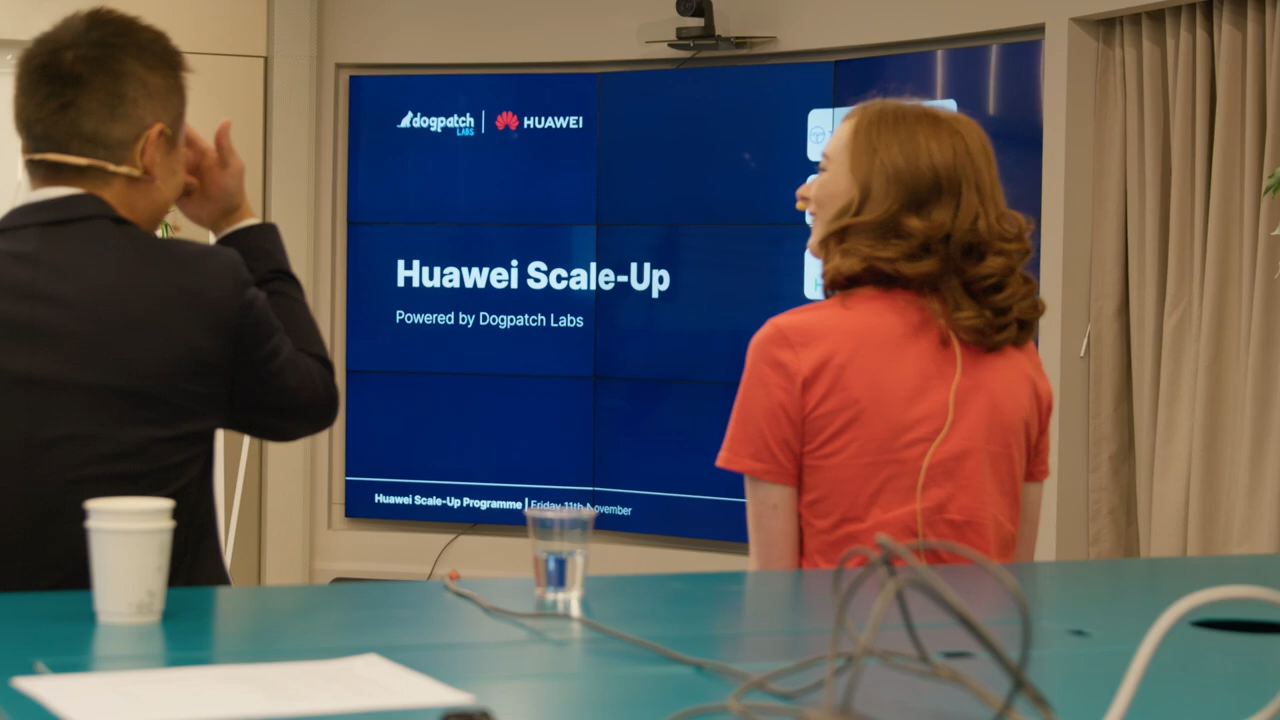 dogpatch LABS | HUAWEI
Huawei Scale-Up
Powered by Dogpatch Labs
Huawei Scale-Up Programme | Friday 11th November